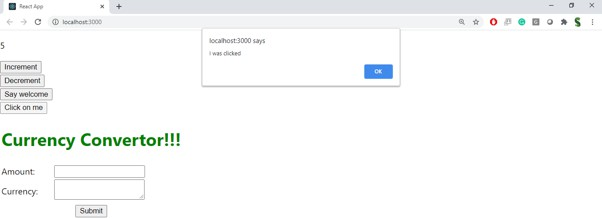 React App
localhost:3000
localhost:3000 says
I was clicked
OK
5
Increment
Decrement
Say welcome
Click on me
Currency Convertor!!!
Amount:
Currency:
Submit